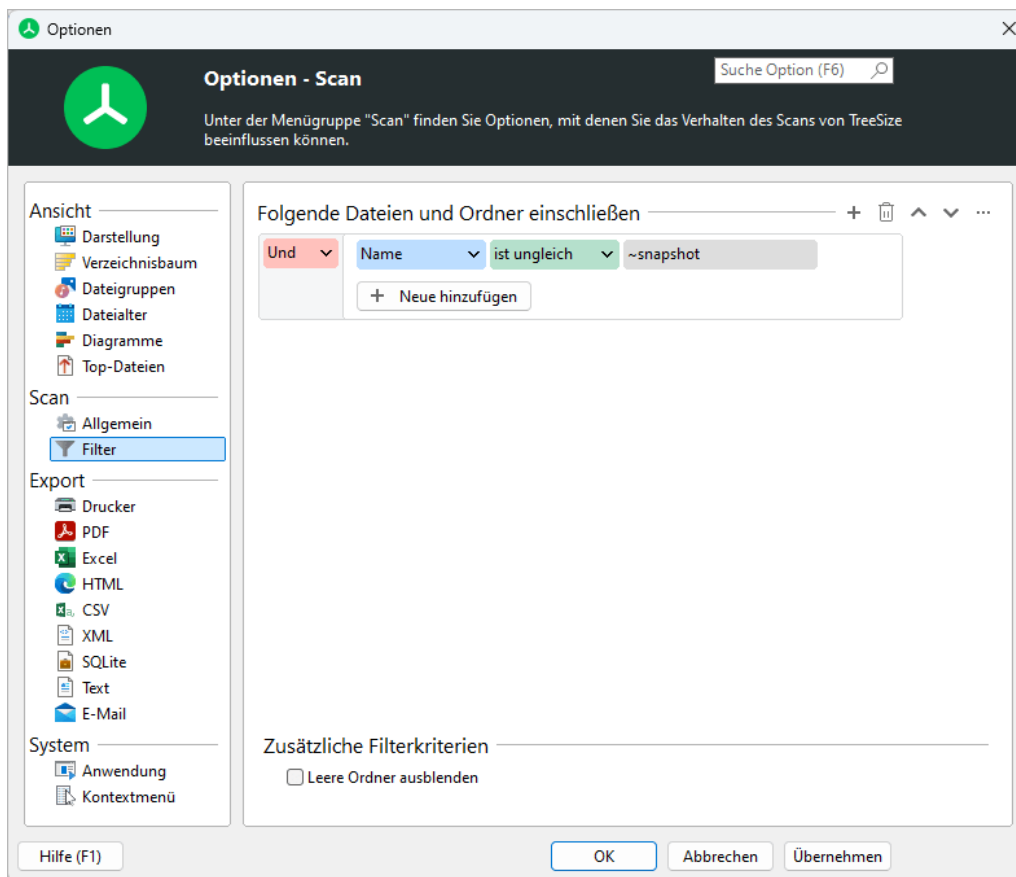 Optionen
Optionen - Scan
Suche Option (F6)
Unter der Menügruppe "Scan" finden Sie Optionen, mit denen Sie das Verhalten des Scans von TreeSize
beeinflussen können.
Ansicht
Darstellung
Verzeichnisbaum
Dateigruppen
Dateialter
Diagramme
Top-Dateien
Scan
Allgemein
Filter
Export
Drucker
PDF
Excel
HTML
CSV
XML
SQLite
Text
E-Mail
System
Anwendung
Kontextmenü
Folgende Dateien und Ordner einschließen
Und
Name
ist ungleich
~snapshot
Neue hinzufügen
Zusätzliche Filterkriterien
Leere Ordner ausblenden
Hilfe (F1)
OK
Abbrechen
Übernehmen